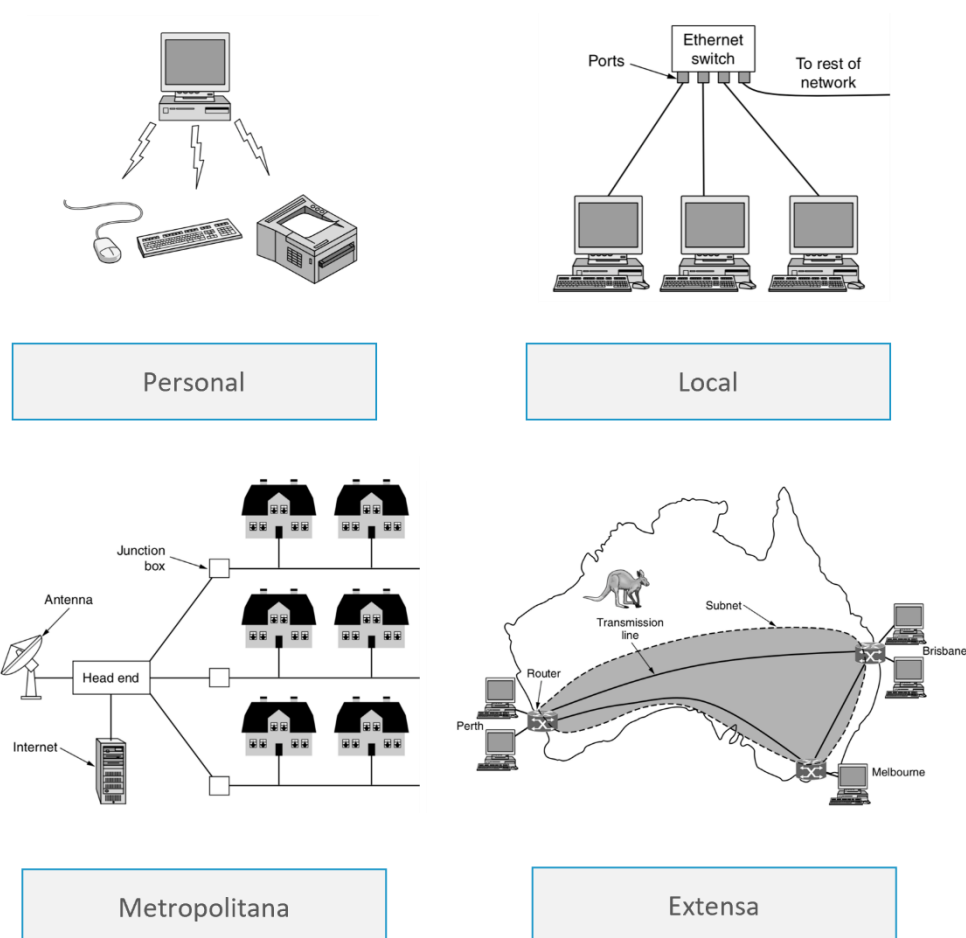 Ethernet
switch
Ports
To rest of
network
Personal
Local
Junction
box
Antenna
Head end
Internet
Subnet
Transmission
line
Router
Perth
Brisbane
Melbourne
Metropolitana
Extensa